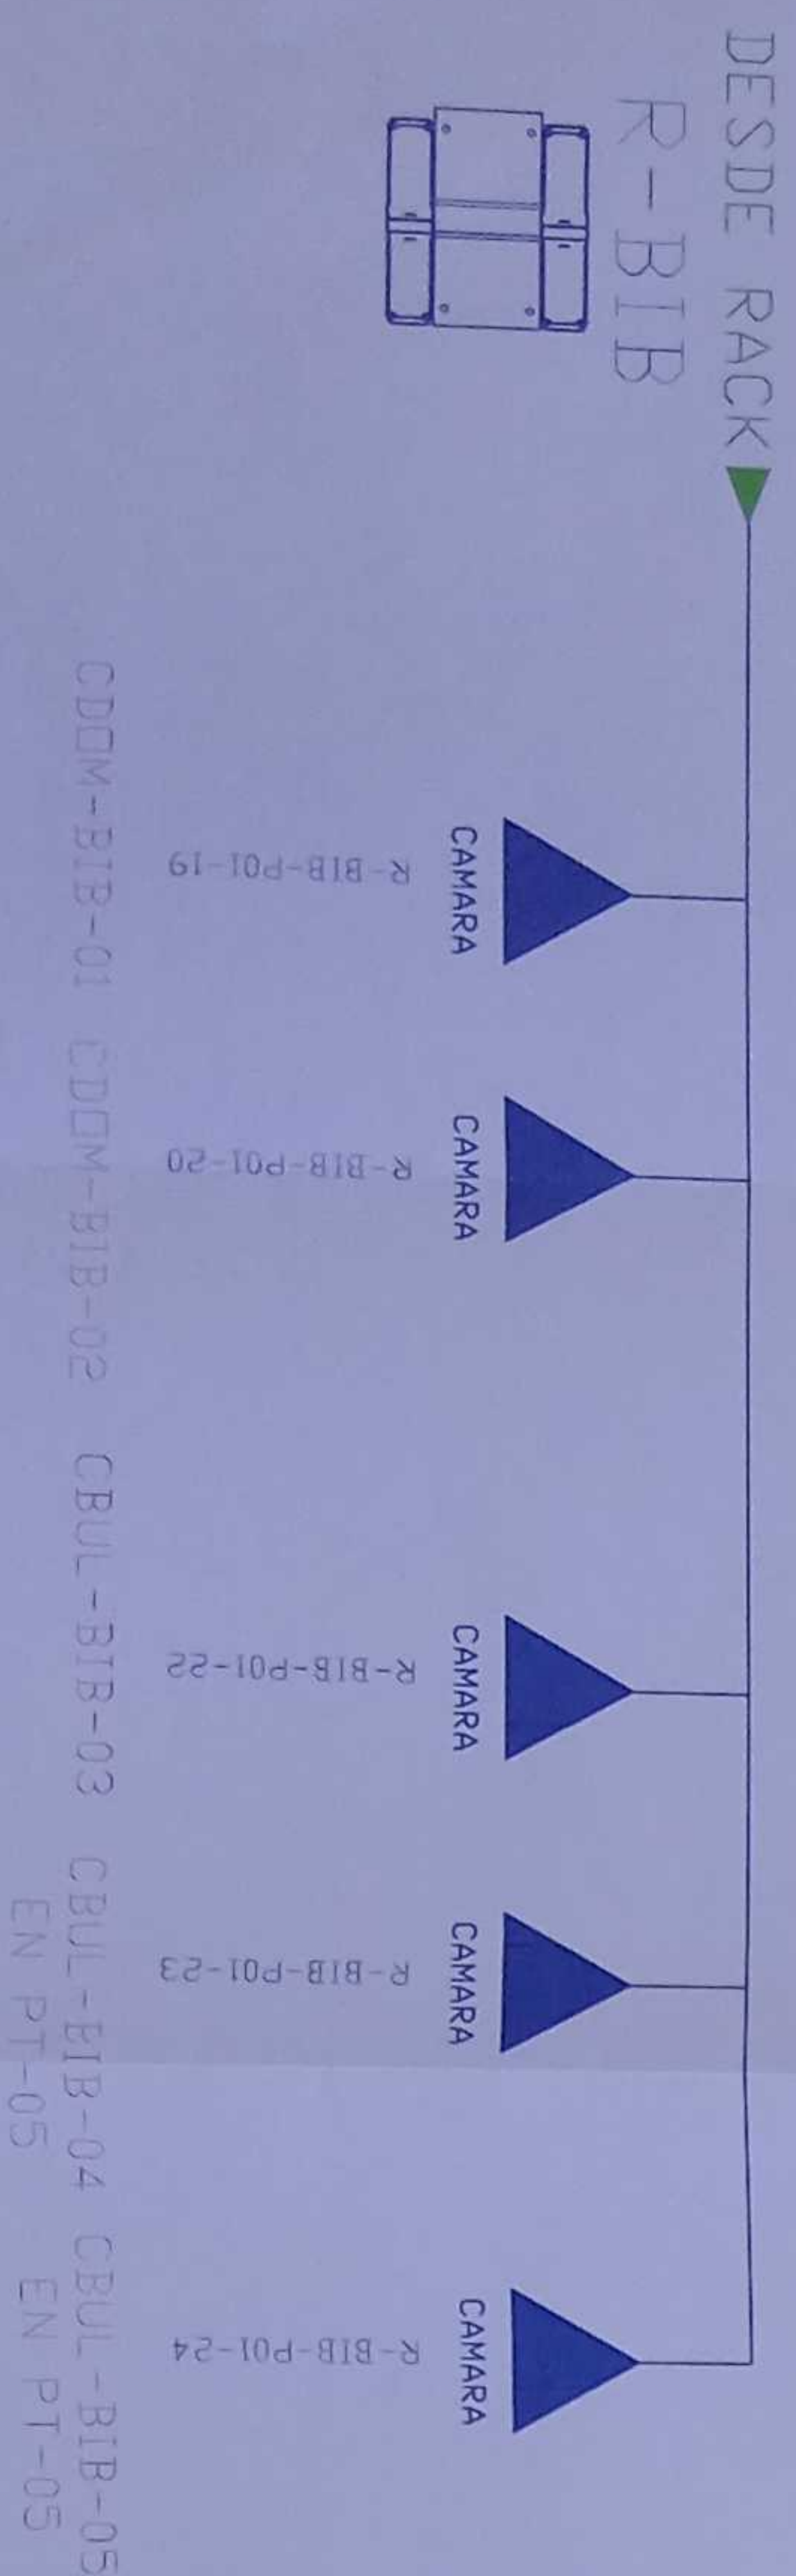 DESDE RACK
R-BIB
CAMARA
R-BIB-P01-19
CDOM-BIB-01
CAMARA
R-BIB-P01-20
CDOM-BIB-02
CAMARA
R-BIB-P01-22
CBUL-BIB-03
CAMARA
R-BIB-P01-23
CBUL-BIB-04
EN PT-05
CAMARA
R-BIB-P01-24
CBUL-BIB-05
EN PT-05